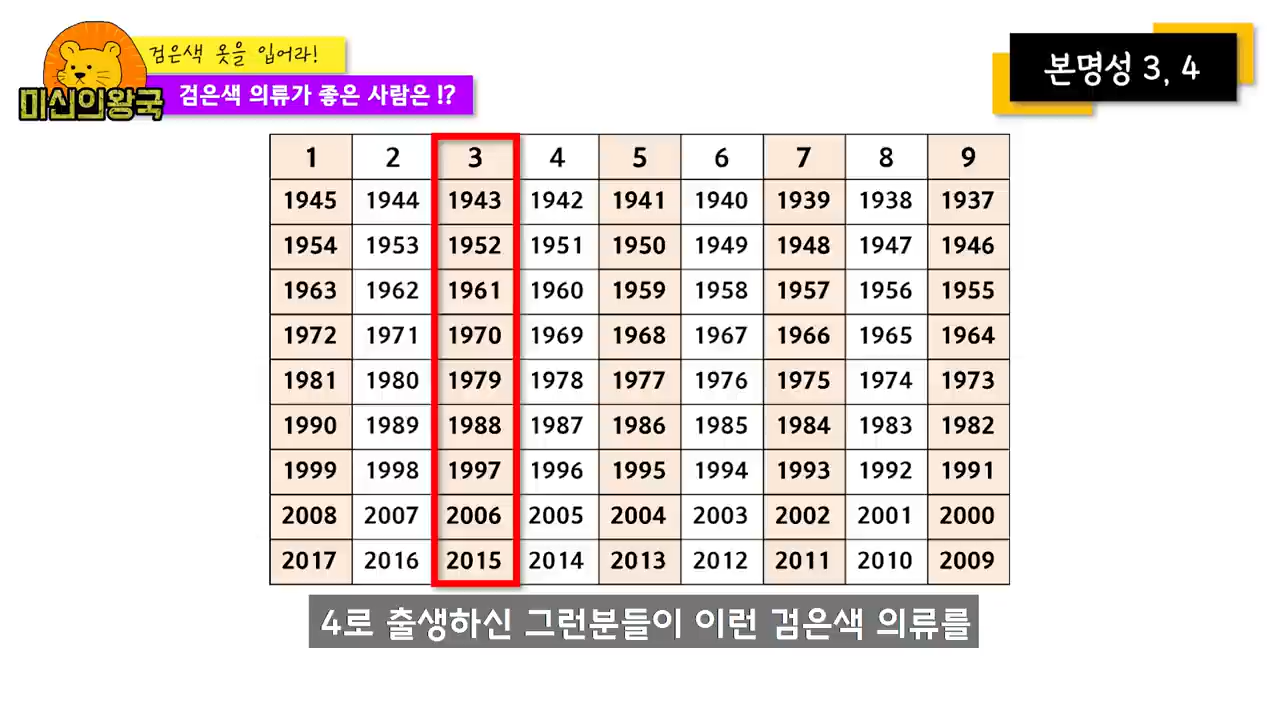 검은색 옷을 입어라!
미신의왕국
검은색 의류가 좋은 사람은 !?
본명성 3, 4
1 2 3 4 5 6 7 8 9
1945 1944 1943 1942 1941 1940 1939 1938 1937
1954 1953 1952 1951 1950 1949 1948 1947 1946
1963 1962 1961 1960 1959 1958 1957 1956 1955
1972 1971 1970 1969 1968 1967 1966 1965 1964
1981 1980 1979 1978 1977 1976 1975 1974 1973
1990 1989 1988 1987 1986 1985 1984 1983 1982
1999 1998 1997 1996 1995 1994 1993 1992 1991
2008 2007 2006 2005 2004 2003 2002 2001 2000
2017 2016 2015 2014 2013 2012 2011 2010 2009
4로 출생하신 그런분들이 이런 검은색 의류를